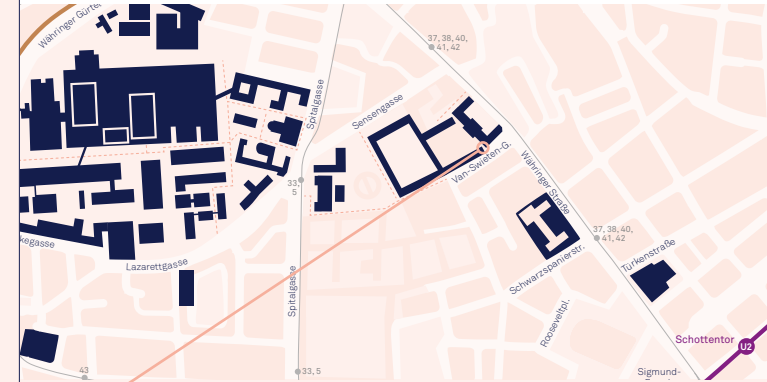 Währinger Gürtel
37, 38, 40,
41, 42
Spitalgasse
Sensengasse
Van-Swieten-G.
Währinger Straße
33,
5
37, 38, 40,
41, 42
kegasse
Lazarettgasse
Türkenstraße
Schwarzspanierstr.
Spitalgasse
Rooseveltpl.
Schottentor
U2
43
33, 5
Sigmund-